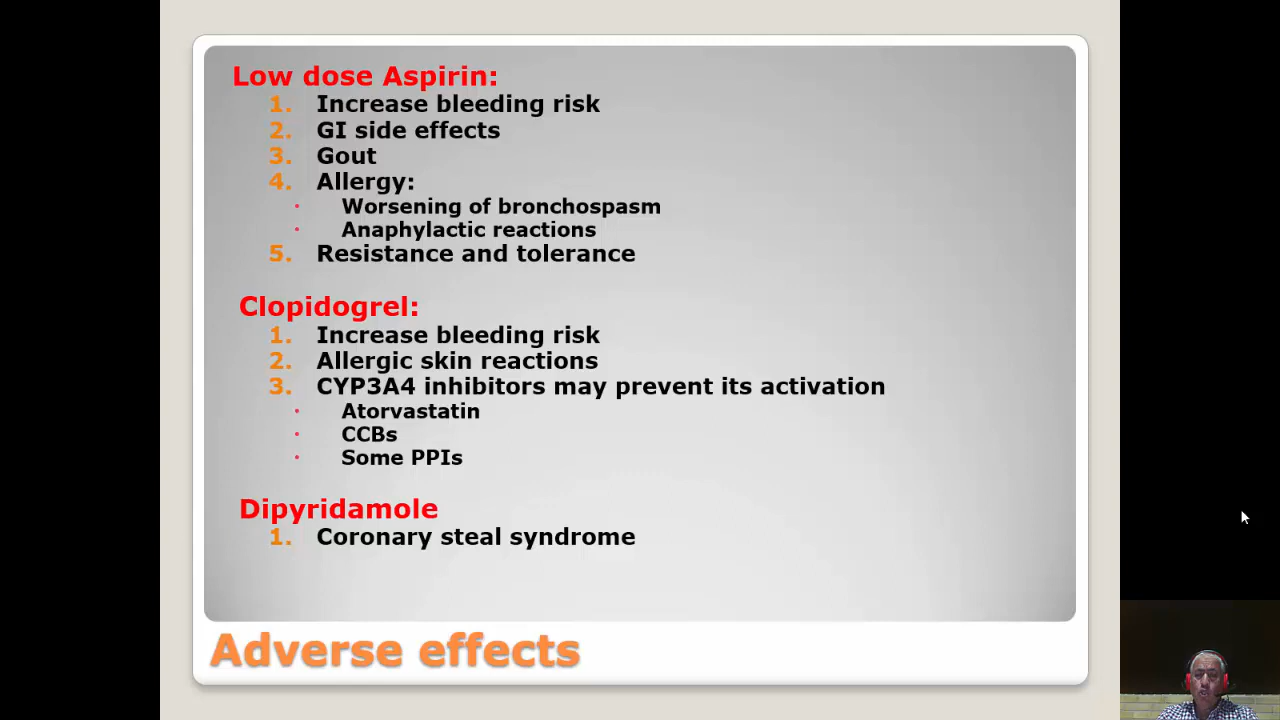 Low dose Aspirin:
1. Increase bleeding risk
2. GI side effects
3. Gout
4. Allergy:
• Worsening of bronchospasm
• Anaphylactic reactions
5. Resistance and tolerance
Clopidogrel:
1. Increase bleeding risk
2. Allergic skin reactions
3. CYP3A4 inhibitors may prevent its activation
• Atorvastatin
• CCBs
• Some PPIs
Dipyridamole
1. Coronary steal syndrome
Adverse effects